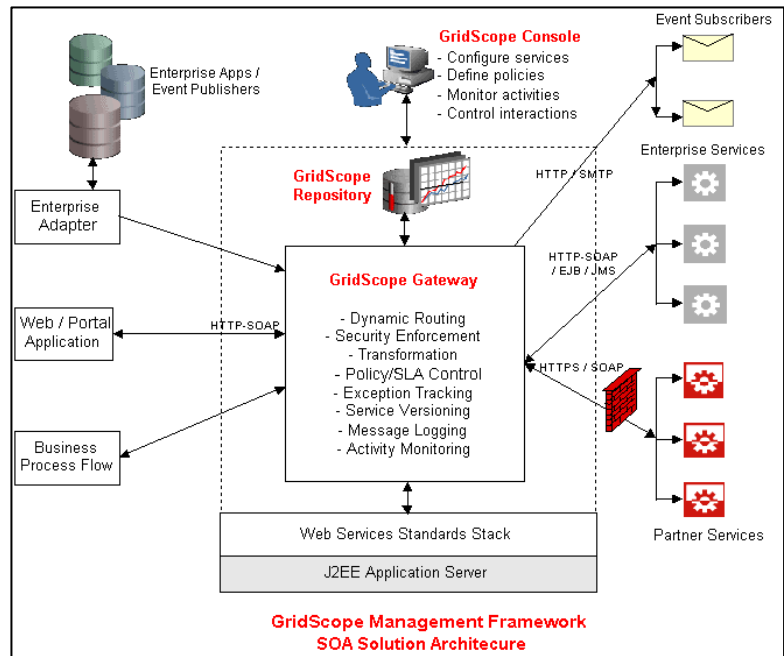 Enterprise Apps /
Event Publishers
GridScope Console
- Configure services
- Define policies
- Monitor activities
- Control interactions
Event Subscribers
GridScope
Repository
HTTP / SMTP
Enterprise Services
Enterprise
Adapter
HTTP-SOAP
/ EJB / JMS
GridScope Gateway
- Dynamic Routing
- Security Enforcement
- Transformation
- Policy/SLA Control
- Exception Tracking
- Service Versioning
- Message Logging
- Activity Monitoring
Web / Portal
Application
HTTP-SOAP
HTTPS / SOAP
Business
Process Flow
Partner Services
Web Services Standards Stack
J2EE Application Server
GridScope Management Framework
SOA Solution Architecure